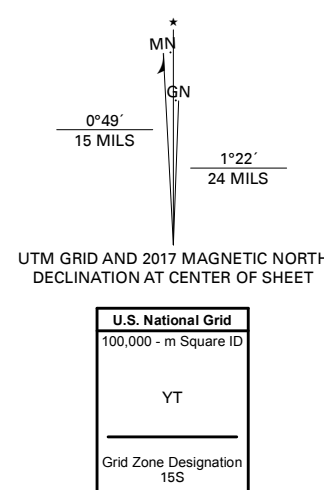 ★
MN
GN
0°49´
15 MILS
1°22´
24 MILS
UTM GRID AND 2017 MAGNETIC NORTH
DECLINATION AT CENTER OF SHEET
U.S. National Grid
100,000 - m Square ID
YT
Grid Zone Designation
15S